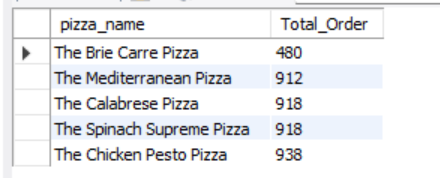 pizza_name Total_Order
The Brie Carre Pizza 480
The Mediterranean Pizza 912
The Calabrese Pizza 918
The Spinach Supreme Pizza 918
The Chicken Pesto Pizza 938